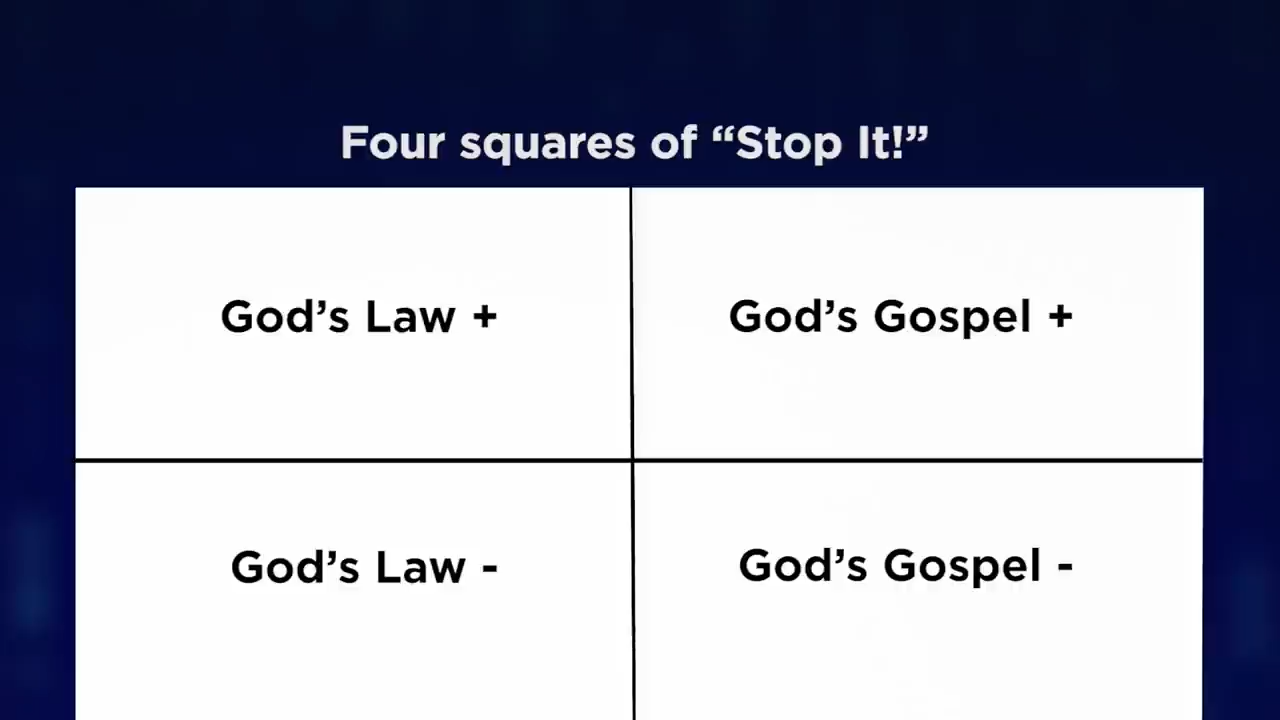 Four squares of “Stop It!”
God’s Law +
God’s Gospel +
God’s Law -
God’s Gospel -